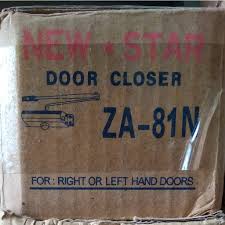 NEW ★ STAR
DOOR CLOSER
ZA-81N
FOR: RIGHT OR LEFT HAND DOORS